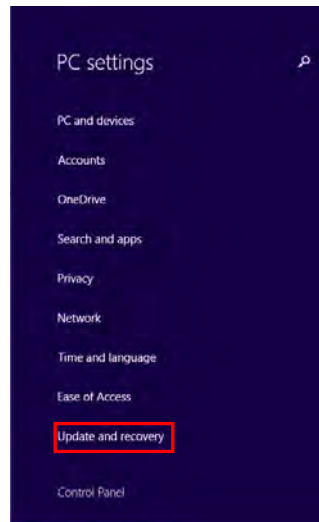 PC settings
PC and devices
Accounts
OneDrive
Search and apps
Privacy
Network
Time and language
Ease of Access
Update and recovery
Control Panel